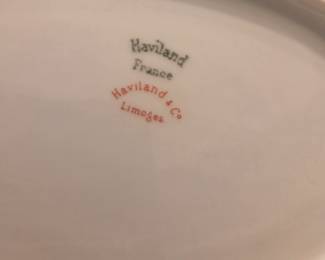 Haviland
France
Haviland & Co
Limoges